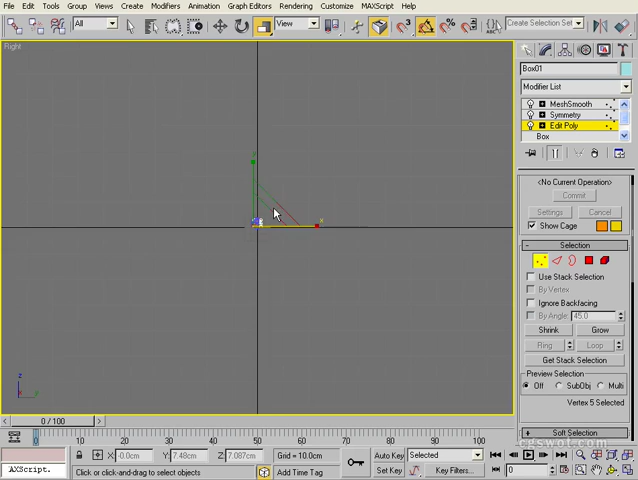 File Edit Tools Group Views Create Modifiers Animation Graph Editors Rendering Customize MAXScript Help
All View Create Selection Set
Right
Box01
Modifier List
MeshSmooth
Symmetry
Edit Poly
Box
<No Current Operation>
Commit
Settings Cancel
Show Cage
Selection
Use Stack Selection
By Vertex
Ignore Backfacing
By Angle: 45.0
Shrink Grow
Ring Loop
Get Stack Selection
Preview Selection
Off SubObj Multi
Vertex 5 Selected
Soft Selection
x
z
0 / 100
0 10 20 30 40 50 60 70 80 90 100
cgswot.com
X: -0.0cm Y: 7.48cm Z: 7.087cm Grid = 10.0cm Auto Key Selected
AXScript. Click or click-and-drag to select objects Add Time Tag Set Key Key Filters... 0